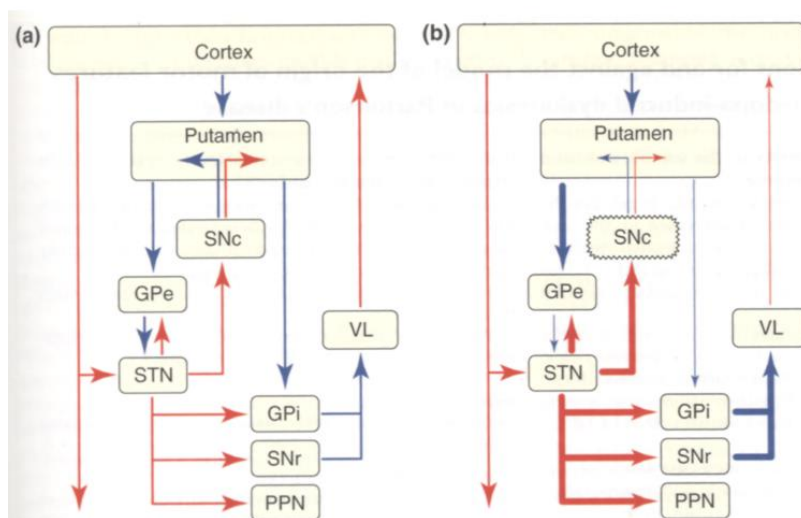 (a)
Cortex
Putamen
SNc
GPe
VL
STN
GPi
SNr
PPN
(b)
Cortex
Putamen
SNc
GPe
VL
STN
GPi
SNr
PPN